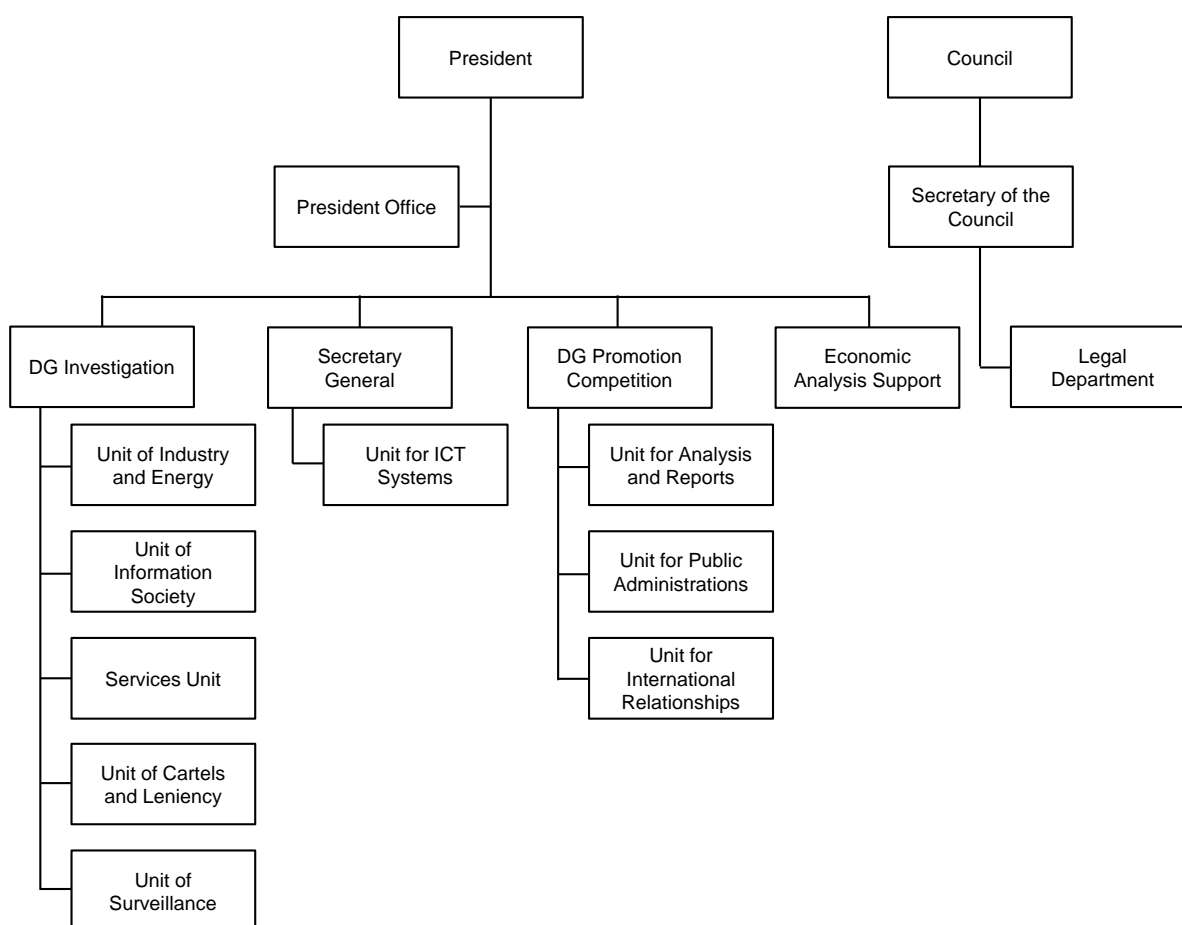 President
Council
President Office
Secretary of the
Council
DG Investigation
Secretary
General
DG Promotion
Competition
Economic
Analysis Support
Legal
Department
Unit of Industry
and Energy
Unit for ICT
Systems
Unit for Analysis
and Reports
Unit of
Information
Society
Unit for Public
Administrations
Services Unit
Unit for
International
Relationships
Unit of Cartels
and Leniency
Unit of
Surveillance